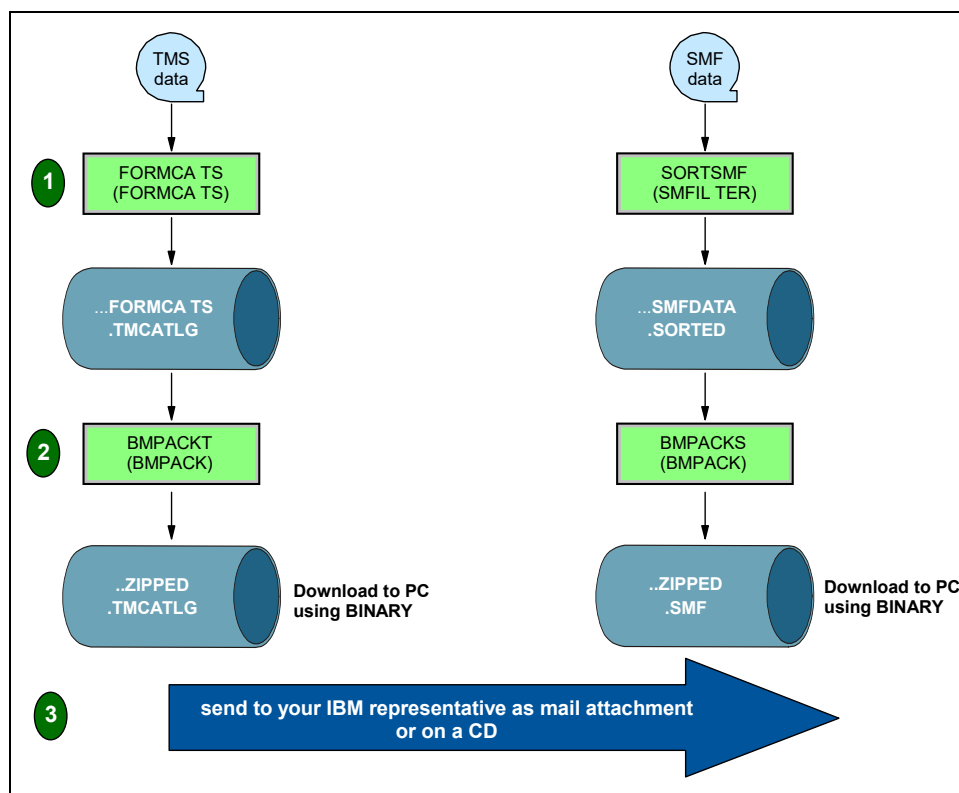 TMS
data
SMF
data
1
FORMCA TS
(FORMCA TS)
SORTSMF
(SMFIL TER)
...FORMCA TS
.TMCATLG
...SMFDATA
.SORTED
2
BMPACKT
(BMPACK)
BMPACKS
(BMPACK)
..ZIPPED
.TMCATLG
Download to PC
using BINARY
..ZIPPED
.SMF
Download to PC
using BINARY
3
send to your IBM representative as mail attachment
or on a CD